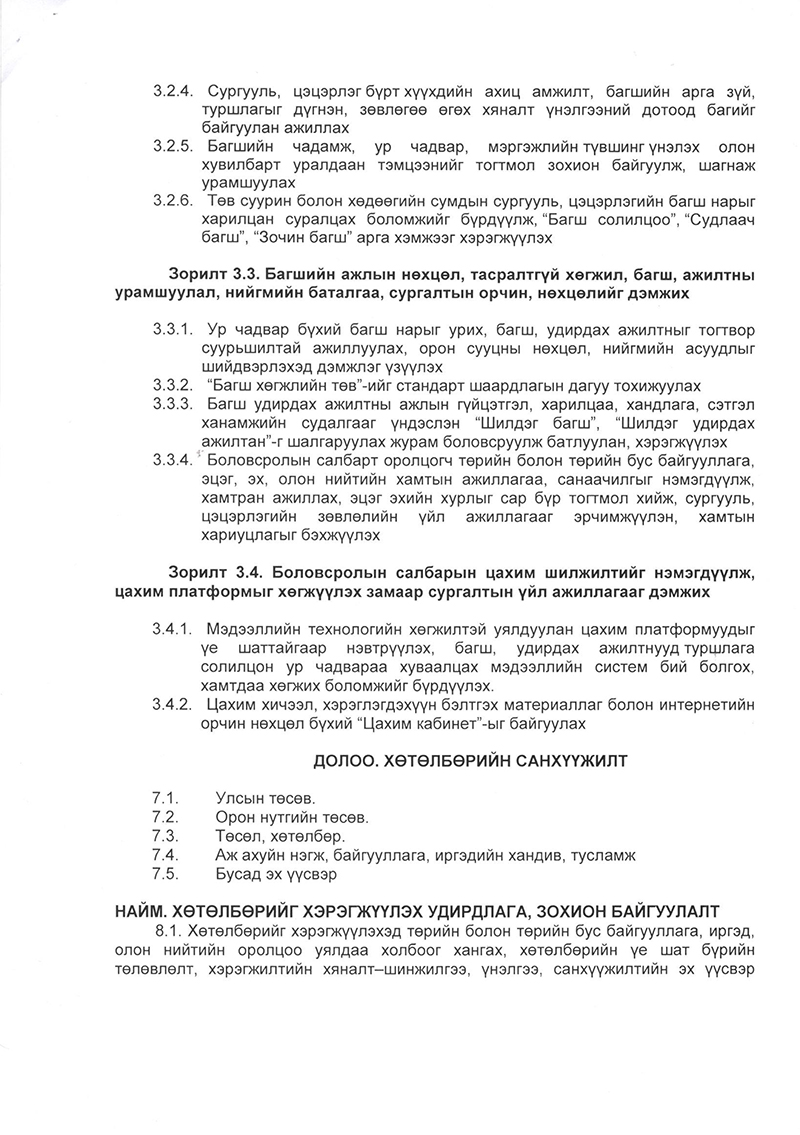 3.2.4. Сургууль, цэцэрлэг бүрт хүүхдийн ахиц амжилт, багшийн арга зүй,
туршлагыг дүгнэн, зөвлөгөө өгөх хяналт үнэлгээний дотоод багийг
байгуулан ажиллах
3.2.5. Багшийн чадамж, ур чадвар, мэргэжлийн түвшинг үнэлэх олон
хувилбарт уралдаан тэмцээнийг тогтмол зохион байгуулж, шагнаж
урамшуулах
3.2.6. Төв суурин болон хөдөөгийн сумдын сургууль, цэцэрлэгийн багш нарыг
харилцан суралцах боломжийг бүрдүүлж, “Багш солилцоо”, “Судлаач
багш”, “Зочин багш” арга хэмжээг хэрэгжүүлэх
Зорилт 3.3. Багшийн ажлын нөхцөл, тасралтгүй хөгжил, багш, ажилтны
урамшуулал, нийгмийн баталгаа, сургалтын орчин, нөхцөлийг дэмжих
3.3.1. Ур чадвар бүхий багш нарыг урих, багш, удирдах ажилтныг тогтвор
суурьшилтай ажиллуулах, орон сууцны нөхцөл, нийгмийн асуудлыг
шийдвэрлэхэд дэмжлэг үзүүлэх
3.3.2. “Багш хөгжлийн төв”-ийг стандарт шаардлагын дагуу тохижуулах
3.3.3. Багш удирдах ажилтны ажлын гүйцэтгэл, харилцаа, хандлага, сэтгэл
ханамжийн судалгааг үндэслэн “Шилдэг багш”, “Шилдэг удирдах
ажилтан”-г шалгаруулах журам боловсруулж батлуулан, хэрэгжүүлэх
3.3.4. Боловсролын салбарт оролцогч төрийн болон төрийн бус байгууллага,
эцэг, эх, олон нийтийн хамтын ажиллагаа, санаачилгыг нэмэгдүүлж,
хамтран ажиллах, эцэг эхийн хурлыг сар бүр тогтмол хийж, сургууль,
цэцэрлэгийн зөвлөлийн үйл ажиллагааг эрчимжүүлэн, хамтын
хариуцлагыг бэхжүүлэх
Зорилт 3.4. Боловсролын салбарын цахим шилжилтийг нэмэгдүүлж,
цахим платформыг хөгжүүлэх замаар сургалтын үйл ажиллагааг дэмжих
3.4.1. Мэдээллийн технологийн хөгжилтэй уялдуулан цахим платформуудыг
үе шаттайгаар нэвтрүүлэх, багш, удирдах ажилтнууд туршлага
солилцон ур чадвараа хуваалцах мэдээллийн систем бий болгох,
хамтдаа хөгжих боломжийг бүрдүүлэх.
3.4.2. Цахим хичээл, хэрэглэгдэхүүн бэлтгэх материаллаг болон интернетийн
орчин нөхцөл бүхий “Цахим кабинет”-ыг байгуулах
ДОЛОО. ХӨТӨЛБӨРИЙН САНХҮҮЖИЛТ
7.1. Улсын төсөв.
7.2. Орон нутгийн төсөв.
7.3. Төсөл, хөтөлбөр.
7.4. Аж ахуйн нэгж, байгууллага, иргэдийн хандив, тусламж
7.5. Бусад эх үүсвэр
НАЙМ. ХӨТӨЛБӨРИЙГ ХЭРЭГЖҮҮЛЭХ УДИРДЛАГА, ЗОХИОН БАЙГУУЛАЛТ
8.1. Хөтөлбөрийг хэрэгжүүлэхэд төрийн болон төрийн бус байгууллага, иргэд,
олон нийтийн оролцоо уялдаа холбоог хангах, хөтөлбөрийн үе шат бүрийн
төлөвлөлт, хэрэгжилтийн хяналт–шинжилгээ, үнэлгээ, санхүүжилтийн эх үүсвэр